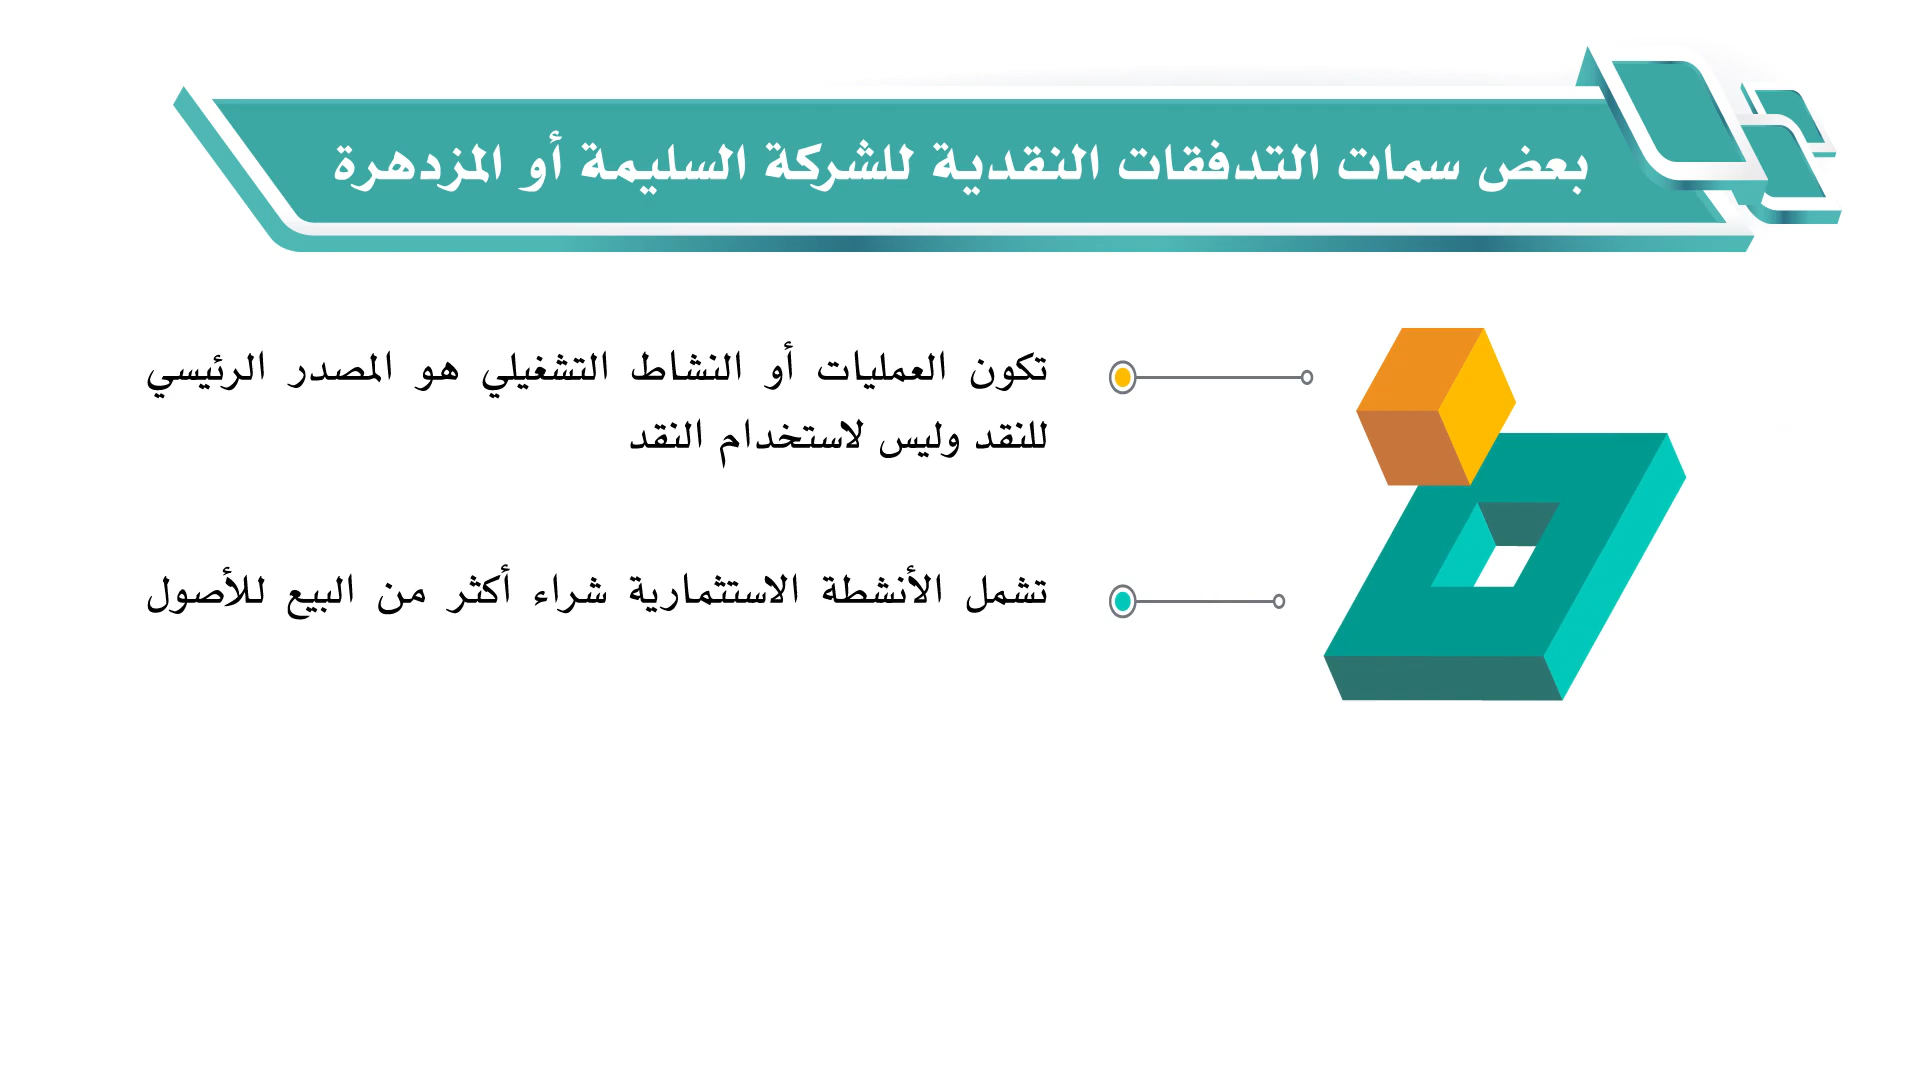 بعض سمات التدفقات النقدية للشركة السليمة أو المزدهرة
تكون العمليات أو النشاط التشغيلي هو المصدر الرئيسي
للنقد وليس لاستخدام النقد
تشمل الأنشطة الاستثمارية شراء أكثر من البيع للأصول